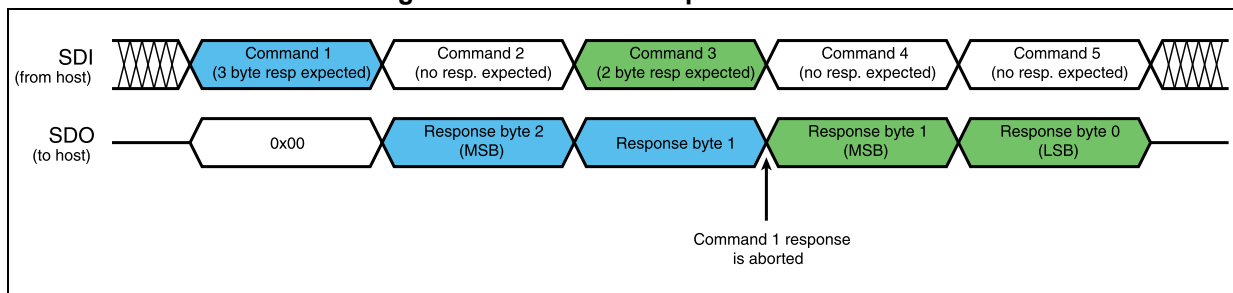 SDI
(from host)
Command 1
(3 byte resp expected)
Command 2
(no resp. expected)
Command 3
(2 byte resp expected)
Command 4
(no resp. expected)
Command 5
(no resp. expected)
SDO
(to host)
0x00
Response byte 2
(MSB)
Response byte 1
Response byte 1
(MSB)
Response byte 0
(LSB)
Command 1 response
is aborted